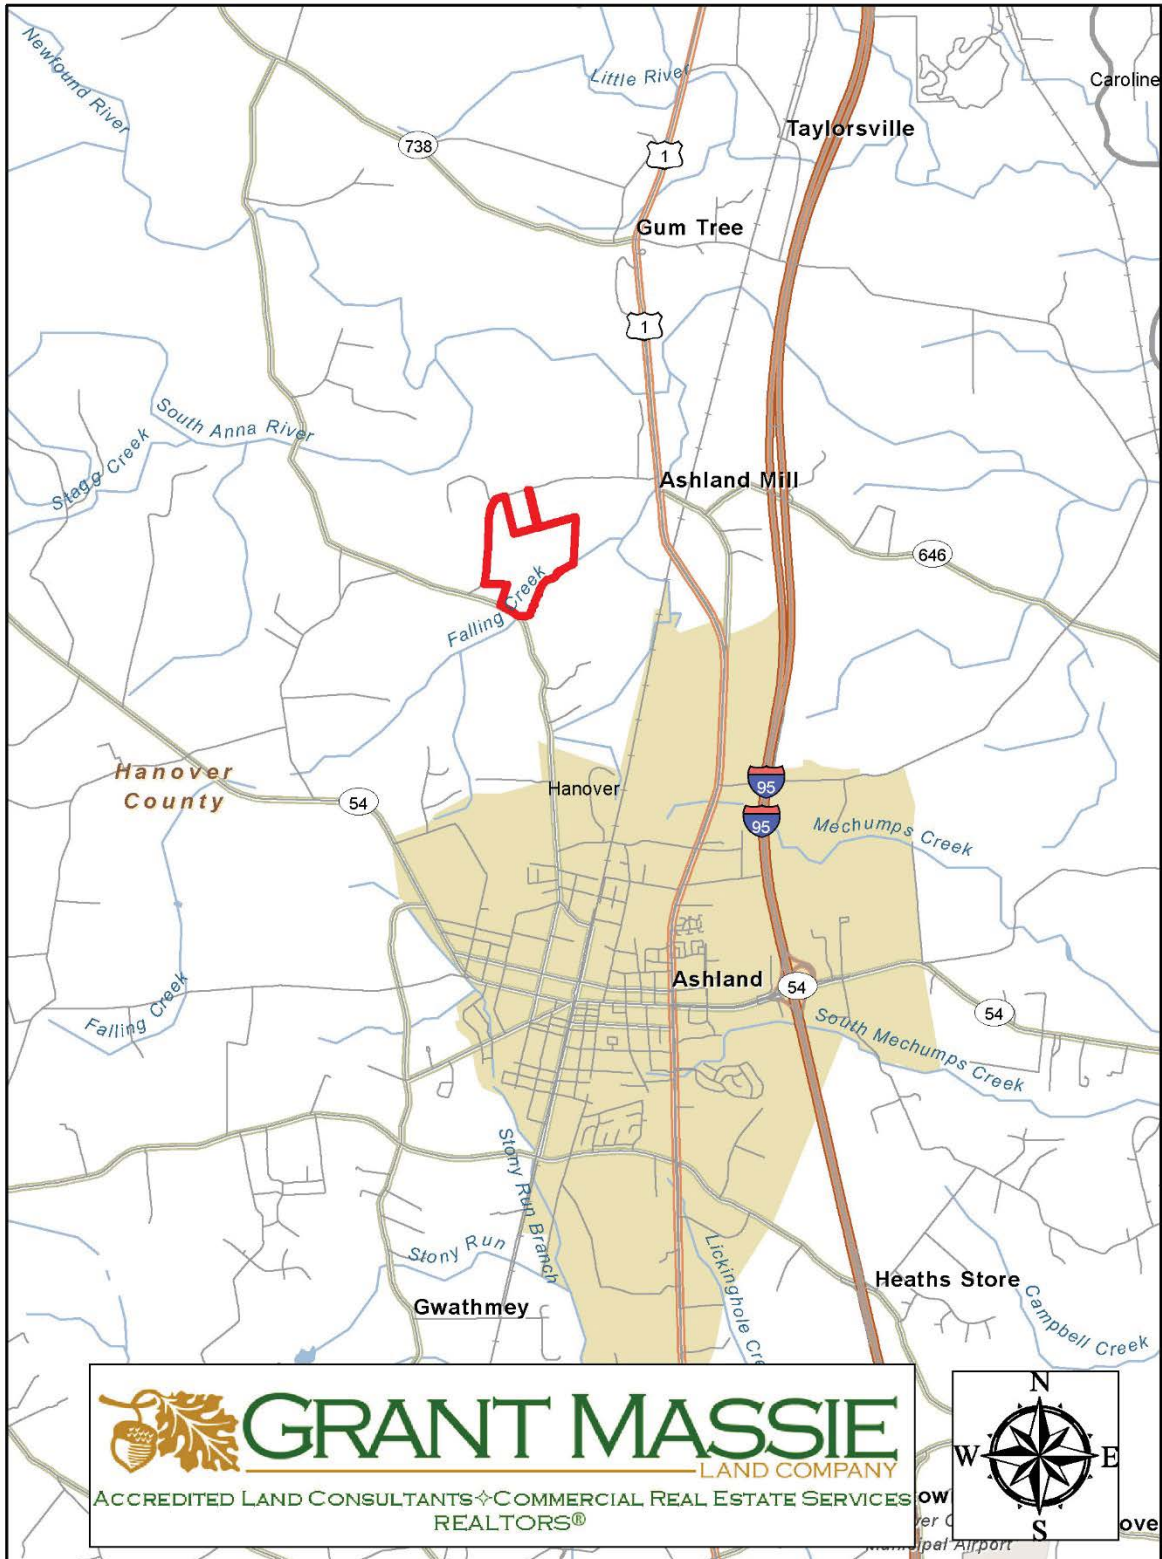 Newfound River
Little River
Caroline
Taylorsville
738
1
Gum Tree
1
South Anna River
Stagg Creek
Ashland Mill
646
Falling Creek
Hanover
County
54
Hanover
95
95
Mechumps Creek
Ashland
54
54
Falling Creek
South Mechumps Creek
Stony Run Branch
Stony Run
Lickinghole Cre
Heaths Store
Gwathmey
Campbell Creek
GRANT MASSIE
LAND COMPANY
ACCREDITED LAND CONSULTANTS✧COMMERCIAL REAL ESTATE SERVICES
REALTORS®
N
W E
S
ove
Airport